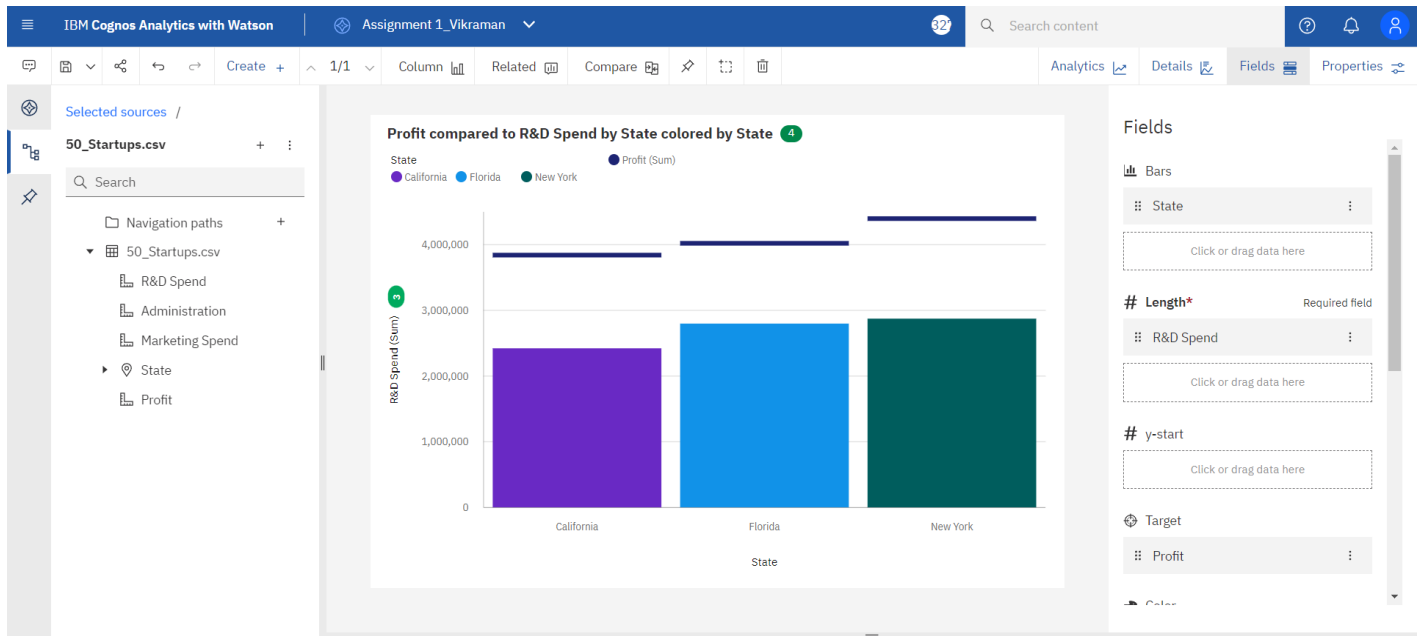 IBM Cognos Analytics with Watson
Assignment 1_Vikraman
Search content
Create +
1/1
Column
Related
Compare
Analytics
Details
Fields
Properties
Selected sources /
50_Startups.csv
Search
Navigation paths
50_Startups.csv
R&D Spend
Administration
Marketing Spend
State
Profit
Profit compared to R&D Spend by State colored by State 4
State
California Florida New York
Profit (Sum)
R&D Spend (Sum) 3
4,000,000
3,000,000
2,000,000
1,000,000
0
California
Florida
New York
State
Fields
Bars
State
Click or drag data here
# Length* Required field
R&D Spend
Click or drag data here
# y-start
Click or drag data here
Target
Profit